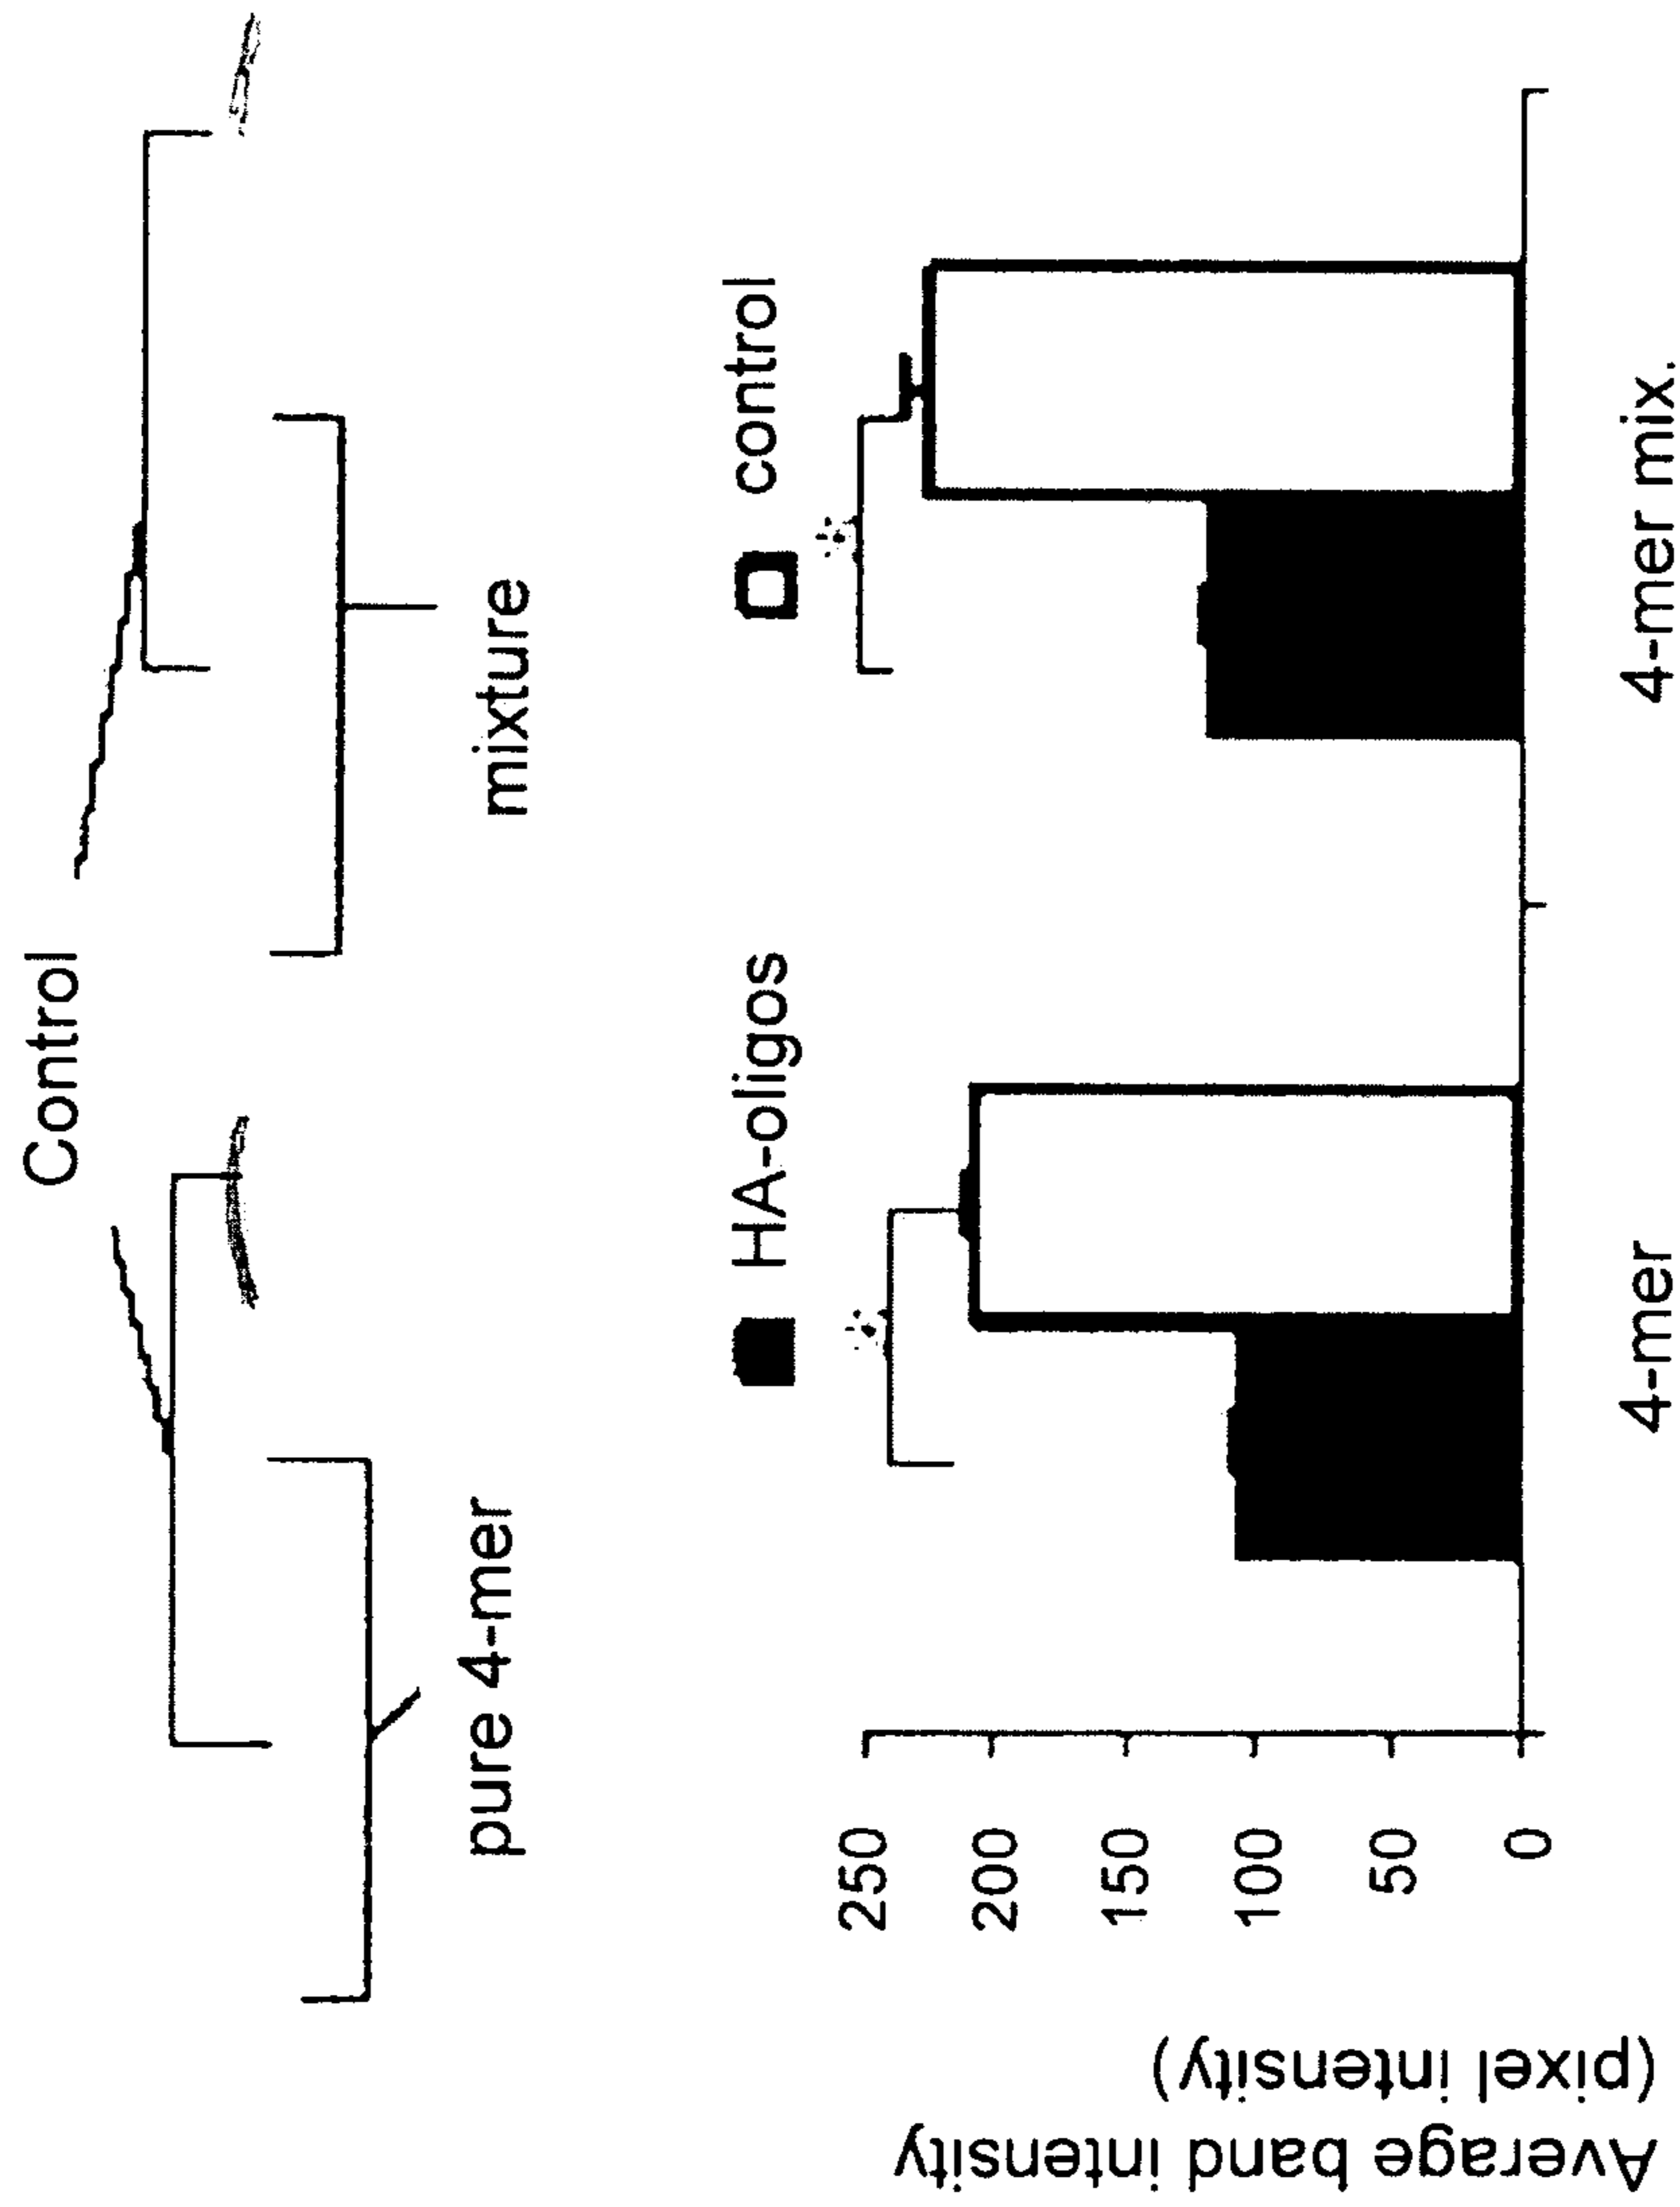 Control
pure 4-mer mixture
HA-oligos control
*
*
Average band intensity
(pixel intensity)
250
200
150
100
50
0
4-mer 4-mer mix.